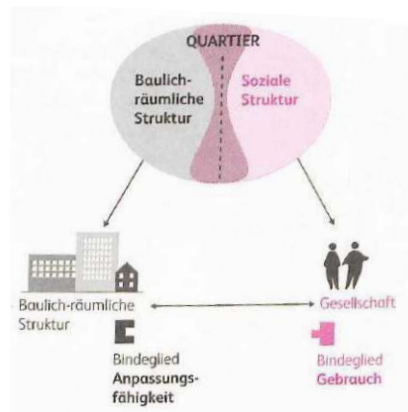 QUARTIER
Baulich-
räumliche
Struktur
Soziale
Struktur
Baulich-räumliche
Struktur
Gesellschaft
Bindeglied
Anpassungs-
fähigkeit
Bindeglied
Gebrauch